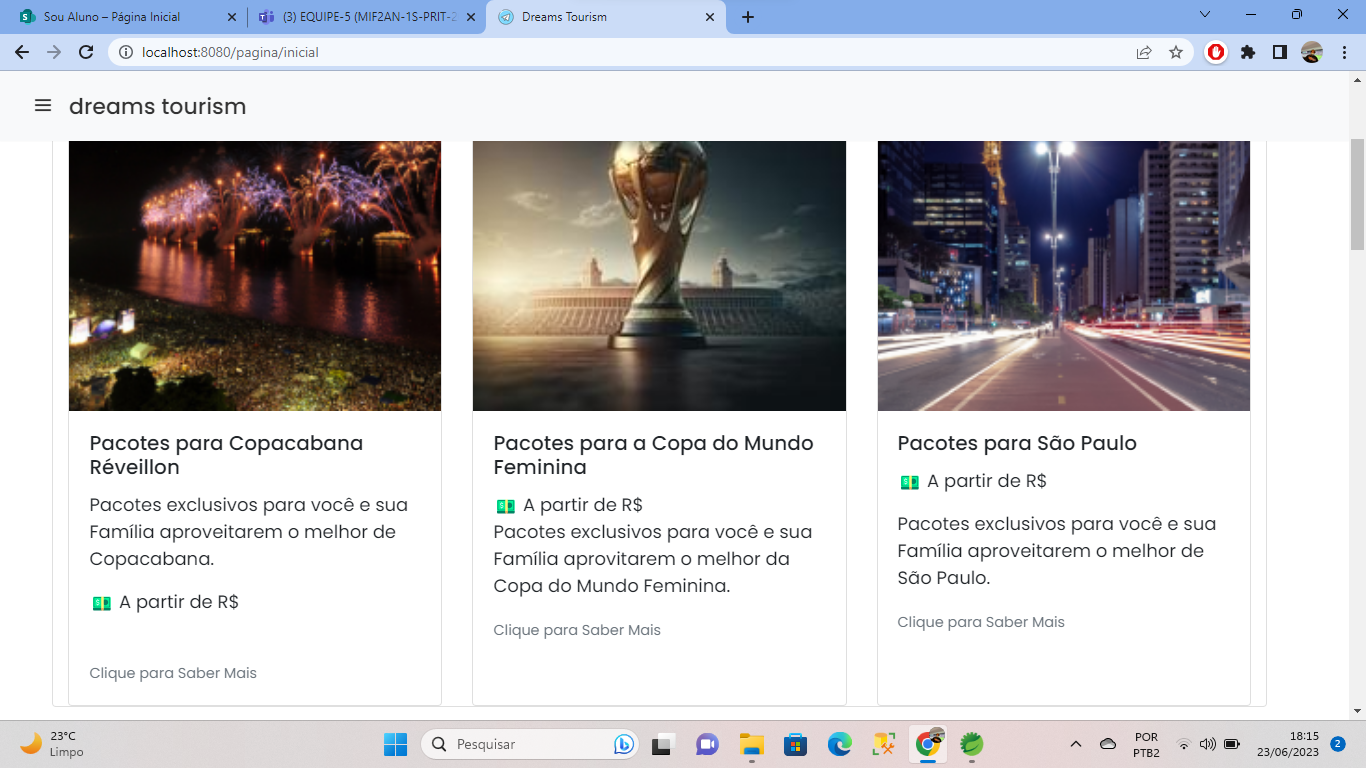 Sou Aluno – Página Inicial
(3) EQUIPE-5 (MIF2AN-1S-PRIT-2
Dreams Tourism
localhost:8080/pagina/inicial
dreams tourism
Pacotes para Copacabana
Réveillon
Pacotes exclusivos para você e sua
Família aproveitarem o melhor de
Copacabana.
A partir de R$
Clique para Saber Mais
Pacotes para a Copa do Mundo
Feminina
A partir de R$
Pacotes exclusivos para você e sua
Família aprovitarem o melhor da
Copa do Mundo Feminina.
Clique para Saber Mais
Pacotes para São Paulo
A partir de R$
Pacotes exclusivos para você e sua
Família aproveitarem o melhor de
São Paulo.
Clique para Saber Mais
23°C
Limpo
Pesquisar
POR
PTB2
18:15
23/06/2023
2